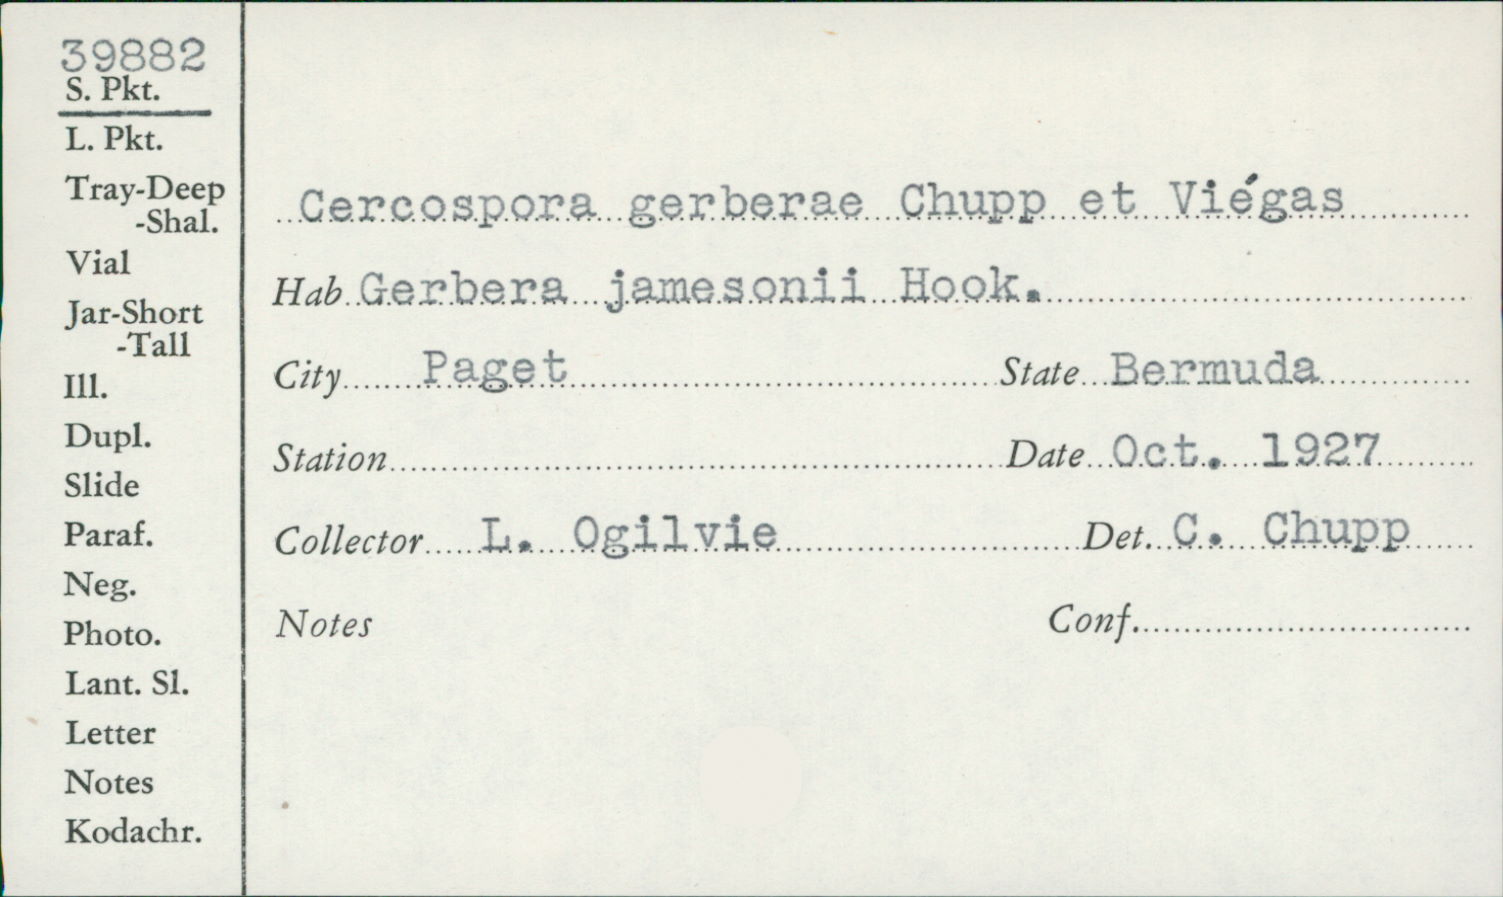 39882
S. Pkt.
L. Pkt.
Tray-Deep
-Shal.
Vial
Jar-Short
-Tall
Ill.
Dupl.
Slide
Paraf.
Neg.
Photo.
Lant. Sl.
Letter
Notes
Kodachr.
Cercospora gerberae Chupp et Viégas
Hab Gerbera jamesonii Hook.
City Paget State Bermuda
Station Date Oct. 1927
Collector L. Ogilvie Det. C. Chupp
Notes Conf.